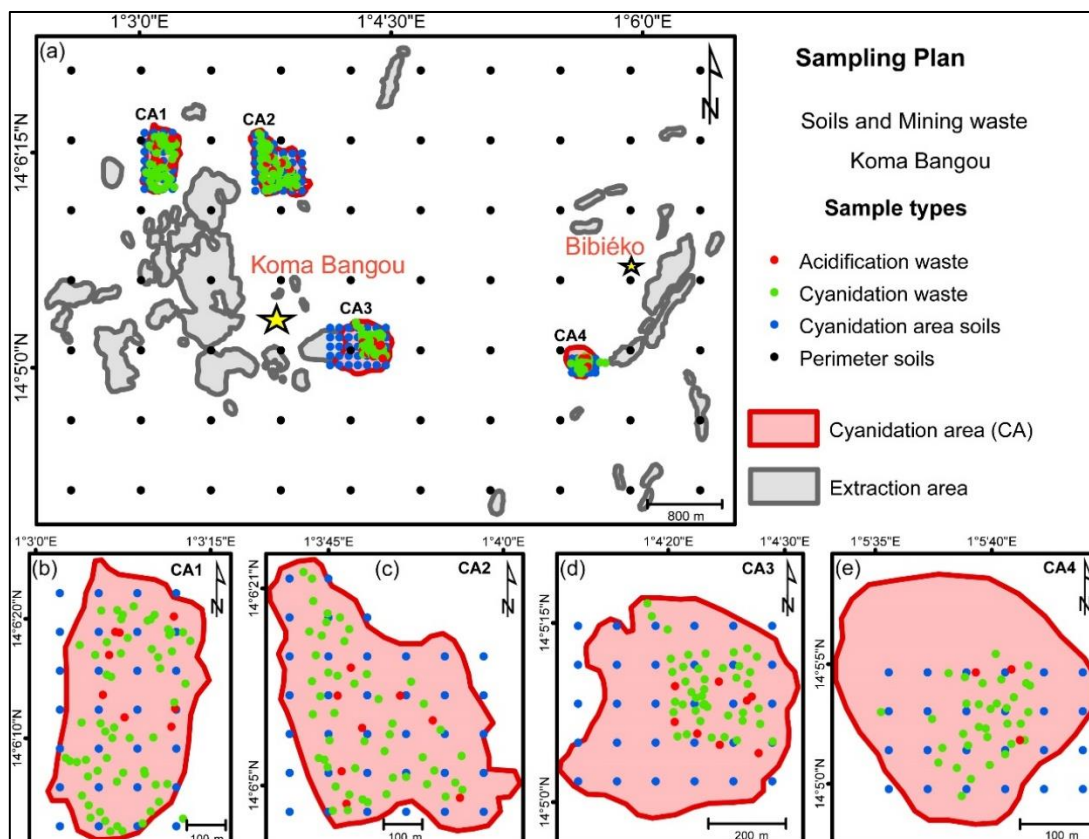 1°3'0"E 1°4'30"E 1°6'0"E
(a)
N
14°6'15"N
14°5'0"N
CA1
CA2
Bibiéko
Koma Bangou
CA3
CA4
800 m
Sampling Plan
Soils and Mining waste
Koma Bangou
Sample types
Acidification waste
Cyanidation waste
Cyanidation area soils
Perimeter soils
Cyanidation area (CA)
Extraction area
1°3'0"E 1°3'15"E
(b) CA1
N
14°6'20"N
14°6'10"N
100 m
1°3'45"E 1°4'0"E
(c) CA2
N
14°6'21"N
14°6'5"N
100 m
1°4'20"E 1°4'30"E
(d) CA3
N
14°5'15"N
14°5'0"N
200 m
1°5'35"E 1°5'40"E
(e) CA4
N
14°5'5"N
14°5'0"N
100 m